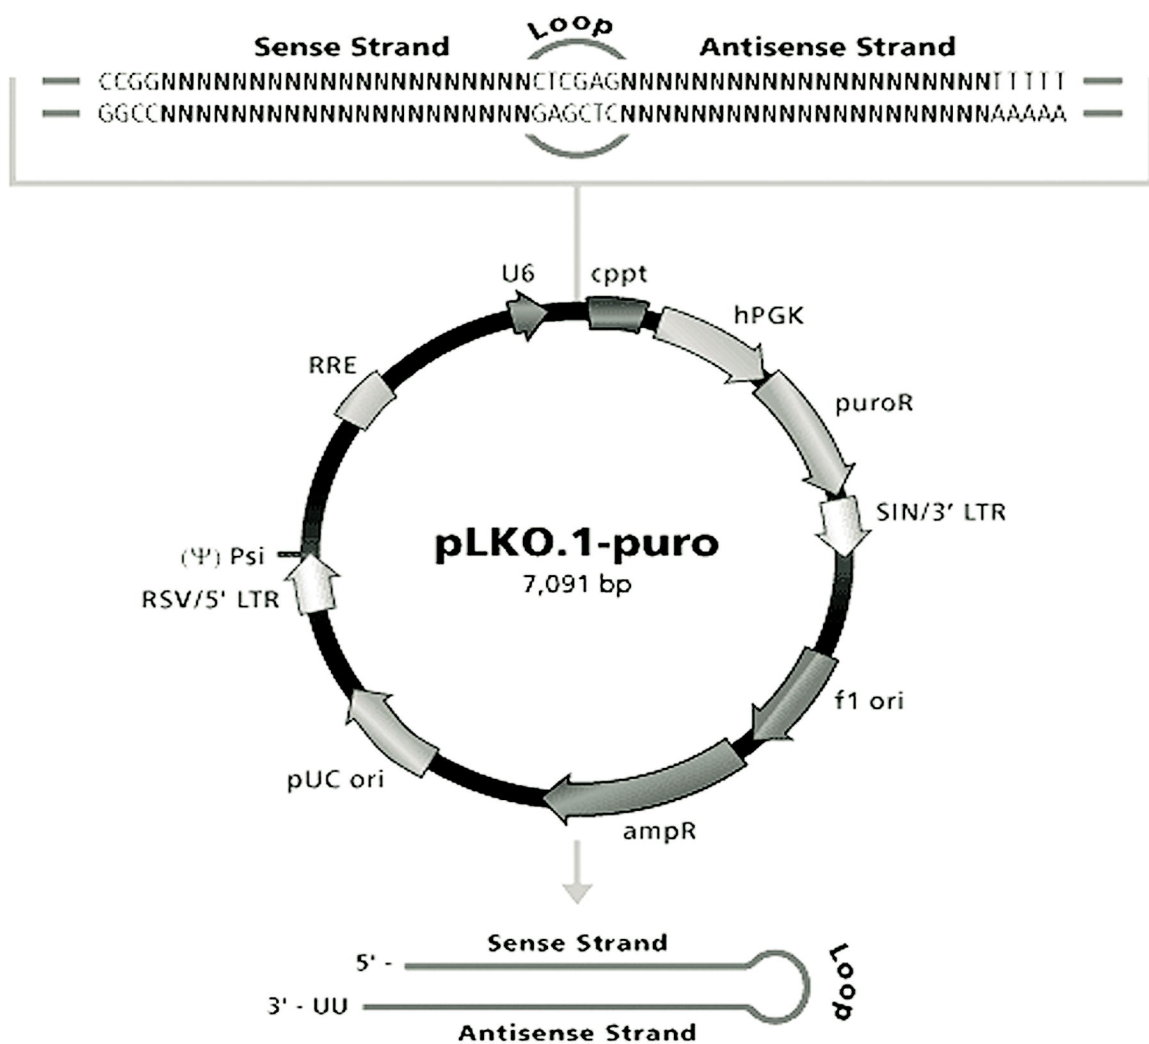 Loop
Sense Strand
Antisense Strand
CCGGNNNNNNNNNNNNNNNNNNNNNCTCGAGNNNNNNNNNNNNNNNNNNNNNTTTTT
GGCCNNNNNNNNNNNNNNNNNNNNNGAGCTCNNNNNNNNNNNNNNNNNNNNNAAAAA
U6
cppt
hPGK
RRE
puroR
SIN/3' LTR
pLKO.1-puro
7,091 bp
(Ψ) Psi
RSV/5' LTR
f1 ori
pUC ori
ampR
Sense Strand
5' -
Loop
3' - UU
Antisense Strand